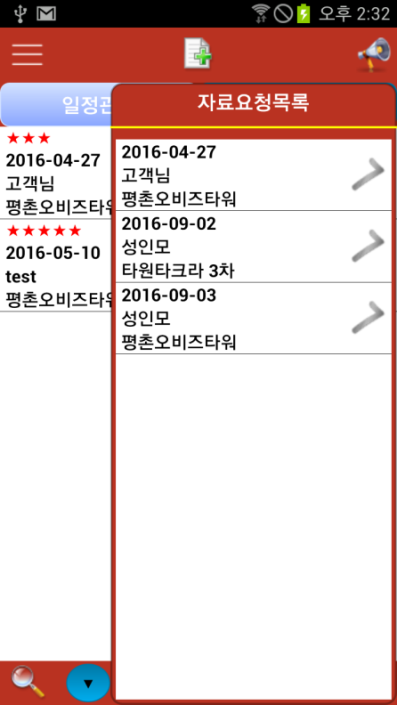 오후 2:32
일정관
자료요청목록
★★★
2016-04-27
고객님
평촌오비즈타워
★★★★★
2016-05-10
test
평촌오비즈타워
2016-04-27
고객님
평촌오비즈타워
2016-09-02
성인모
타원타크라 3차
2016-09-03
성인모
평촌오비즈타워